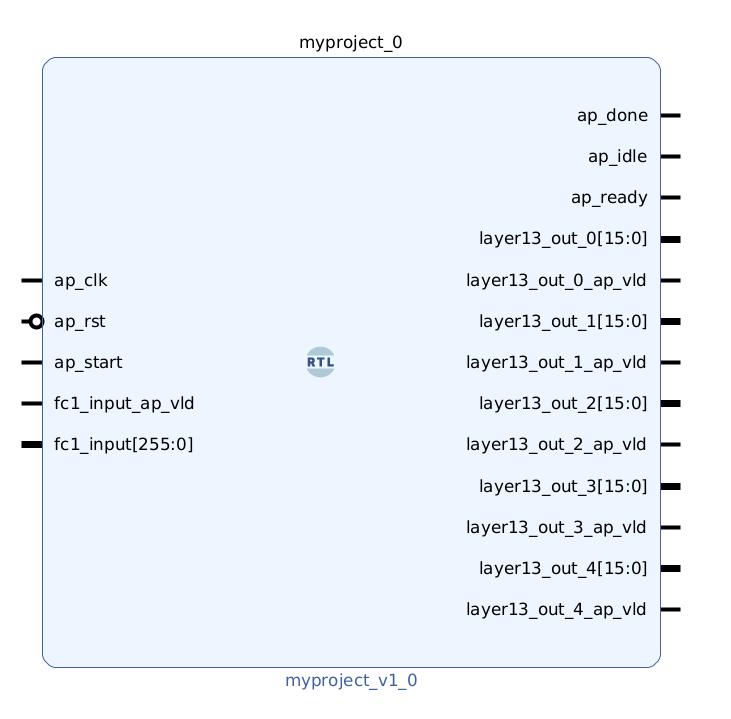 myproject_0
ap_done
ap_idle
ap_ready
layer13_out_0[15:0]
ap_clk
layer13_out_0_ap_vld
ap_rst
layer13_out_1[15:0]
ap_start
RTL
layer13_out_1_ap_vld
fc1_input_ap_vld
layer13_out_2[15:0]
fc1_input[255:0]
layer13_out_2_ap_vld
layer13_out_3[15:0]
layer13_out_3_ap_vld
layer13_out_4[15:0]
layer13_out_4_ap_vld
myproject_v1_0